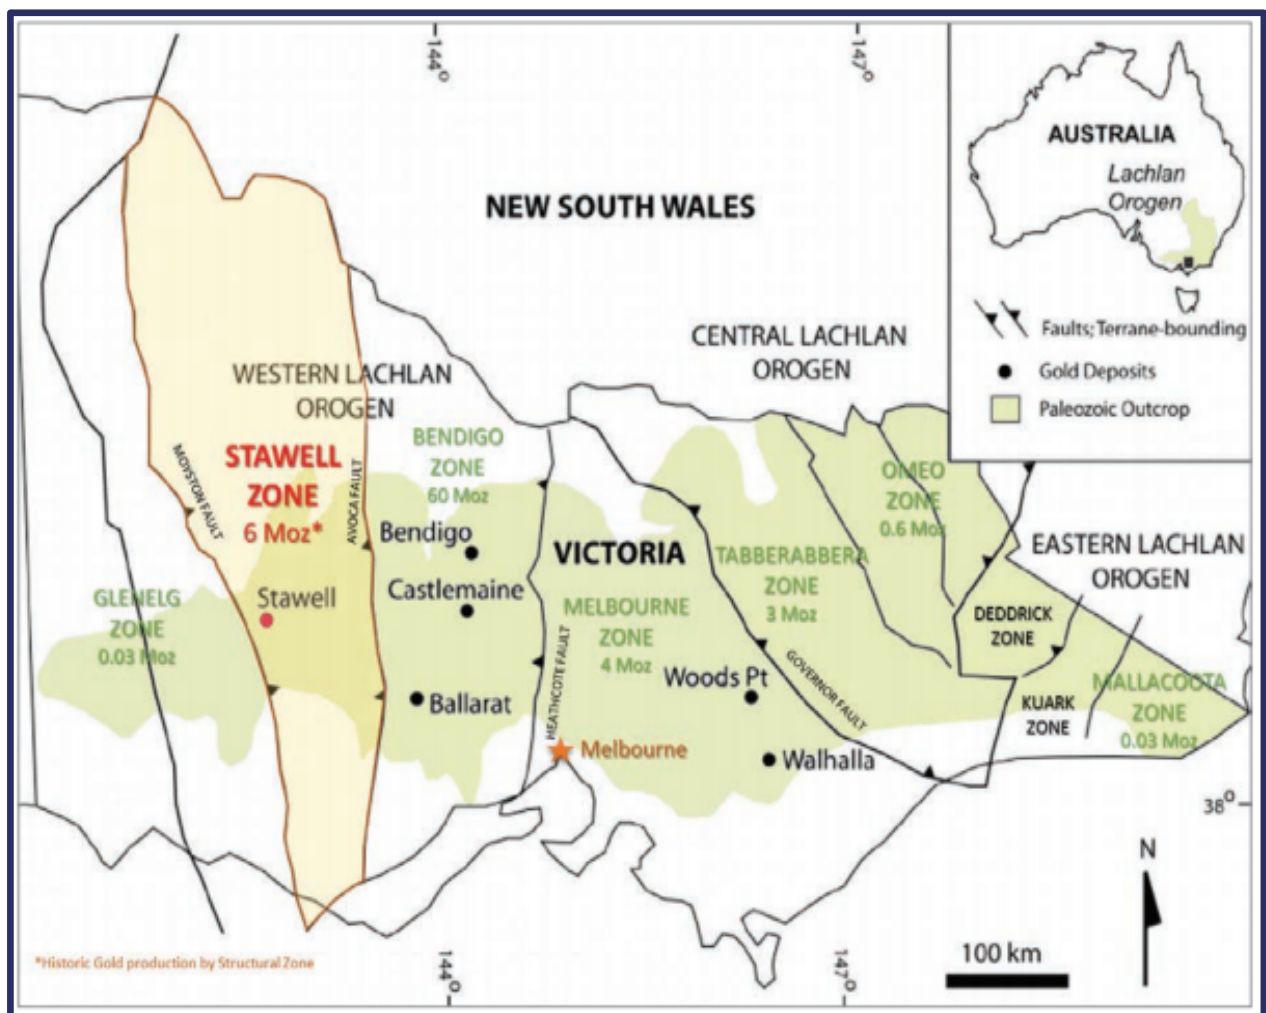 144°
147°
AUSTRALIA
Lachlan
Orogen
NEW SOUTH WALES
Faults; Terrane-bounding
Gold Deposits
Paleozoic Outcrop
CENTRAL LACHLAN
OROGEN
WESTERN LACHLAN
OROGEN
STAWELL
ZONE
6 Moz*
MOYSTON FAULT
AVOCA FAULT
BENDIGO
ZONE
60 Moz
Bendigo
Castlemaine
Stawell
Ballarat
GLENELG
ZONE
0.03 Moz
VICTORIA
MELBOURNE
ZONE
4 Moz
HEATHCOTE FAULT
Melbourne
Woods Pt
Walhalla
TABBERABBERA
ZONE
3 Moz
GOVERNOR FAULT
OMEO
ZONE
0.6 Moz
EASTERN LACHLAN
OROGEN
DEDDRICK
ZONE
KUARK
ZONE
MALLACOOTA
ZONE
0.03 Moz
38°
N
100 km
*Historic Gold production by Structural Zone
144°
147°